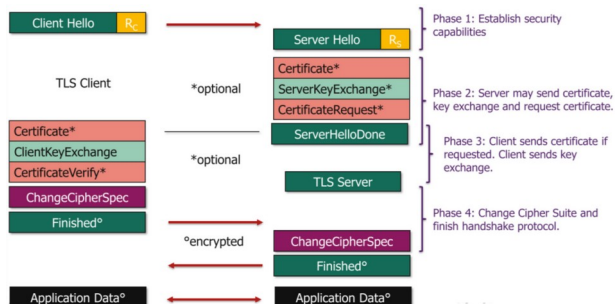 Client Hello R_C
Phase 1: Establish security
capabilities
Server Hello R_S
Certificate*
TLS Client
*optional
ServerKeyExchange*
CertificateRequest*
Phase 2: Server may send certificate,
key exchange and request certificate.
Certificate*
ServerHelloDone
ClientKeyExchange
*optional
CertificateVerify*
Phase 3: Client sends certificate if
requested. Client sends key
exchange.
TLS Server
ChangeCipherSpec
Finished°
Phase 4: Change Cipher Suite and
finish handshake protocol.
°encrypted
ChangeCipherSpec
Finished°
Application Data°
Application Data°